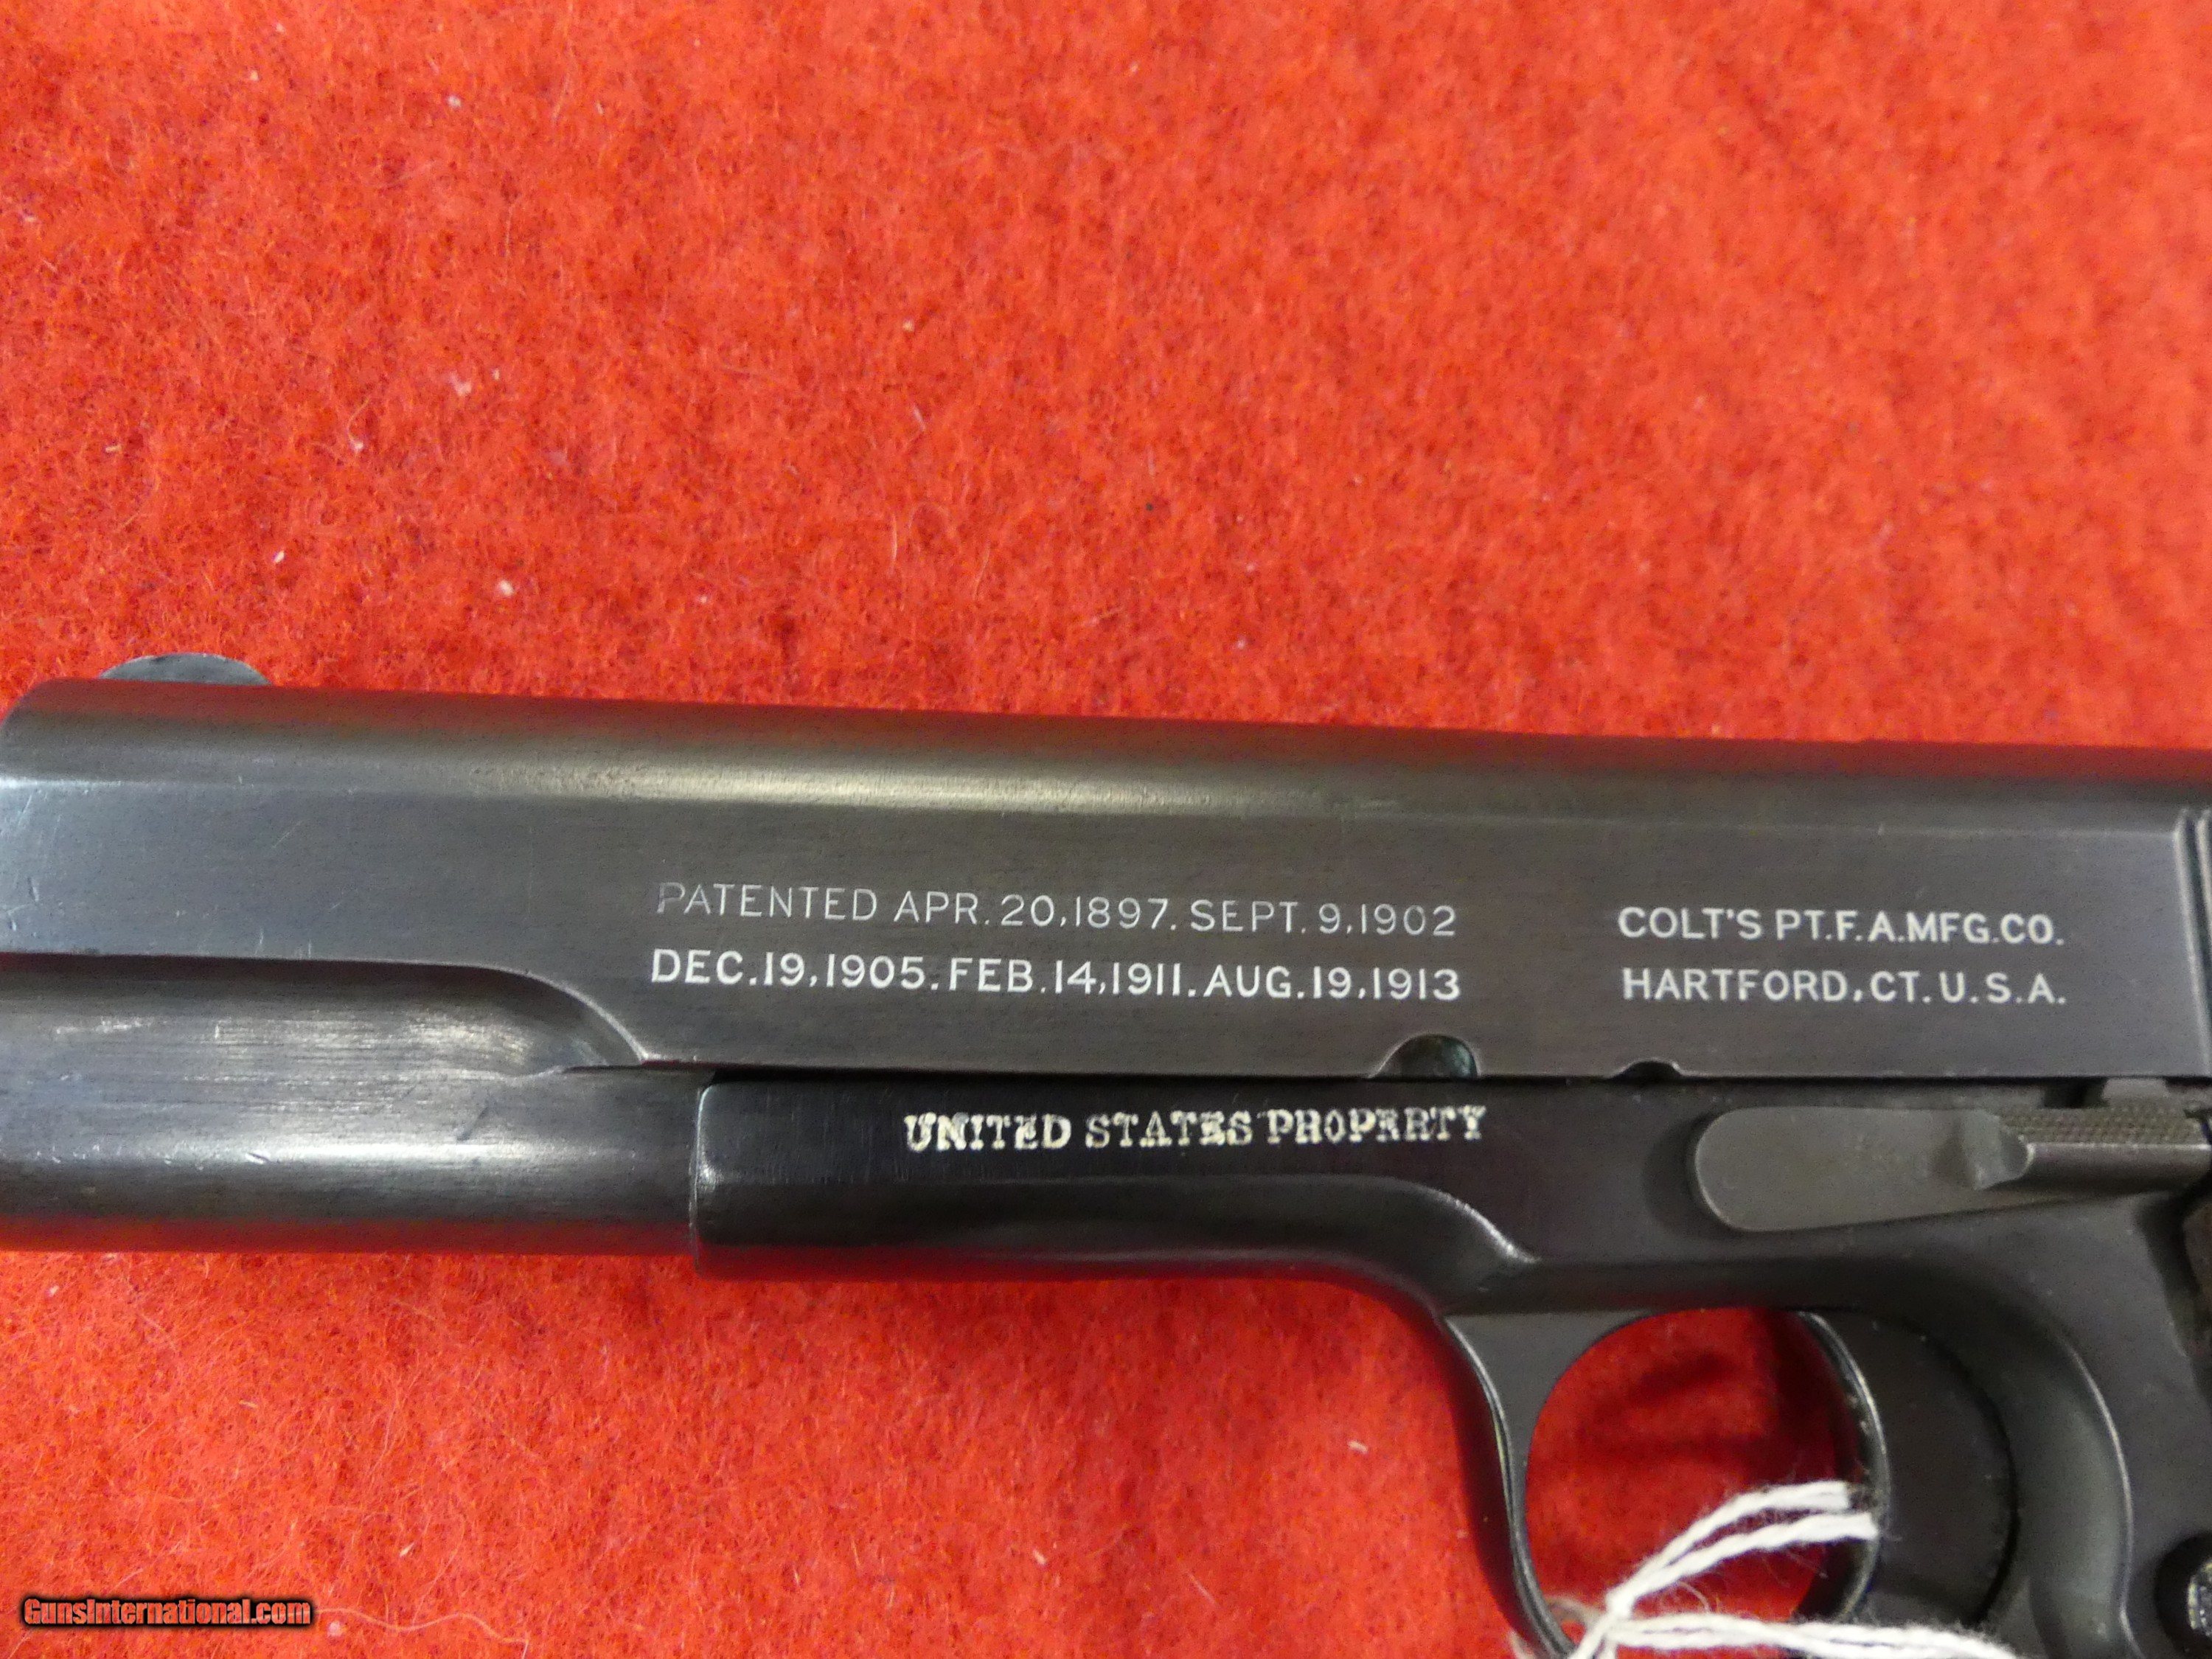 PATENTED APR. 20,1897. SEPT. 9,1902
DEC.19,1905. FEB. 14,1911. AUG.19,1913
COLT'S PT.F.A.MFG.CO.
HARTFORD, CT. U.S.A.
UNITED STATES PROPERTY
GunsInternational.com